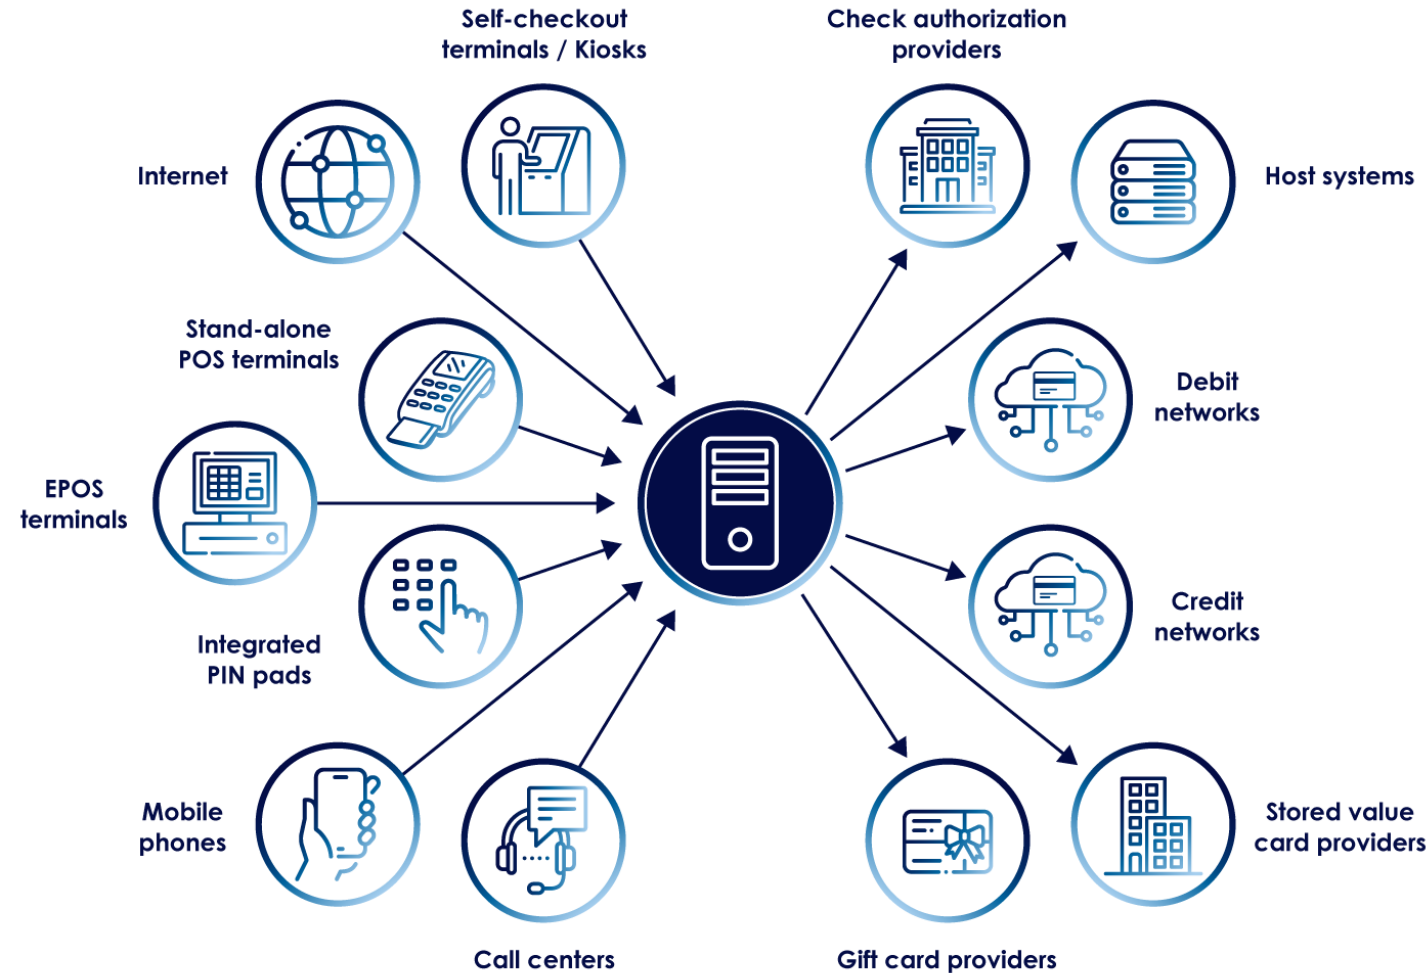 Self-checkout
terminals / Kiosks
Check authorization
providers
Internet
Host systems
Stand-alone
POS terminals
Debit
networks
EPOS
terminals
Credit
networks
Integrated
PIN pads
Mobile
phones
Stored value
card providers
Call centers
Gift card providers